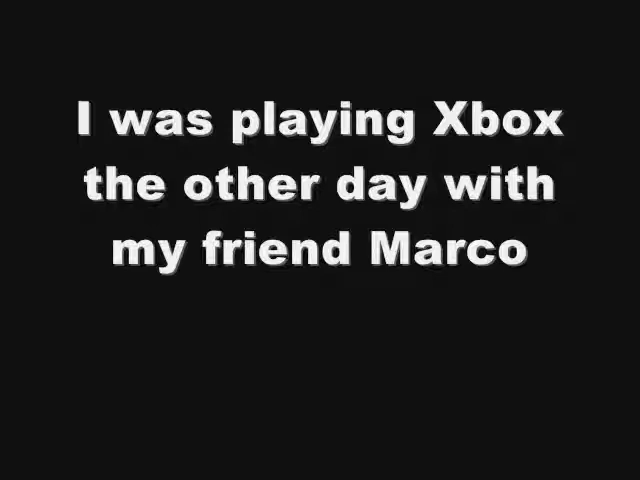 I was playing Xbox
the other day with
my friend Marco